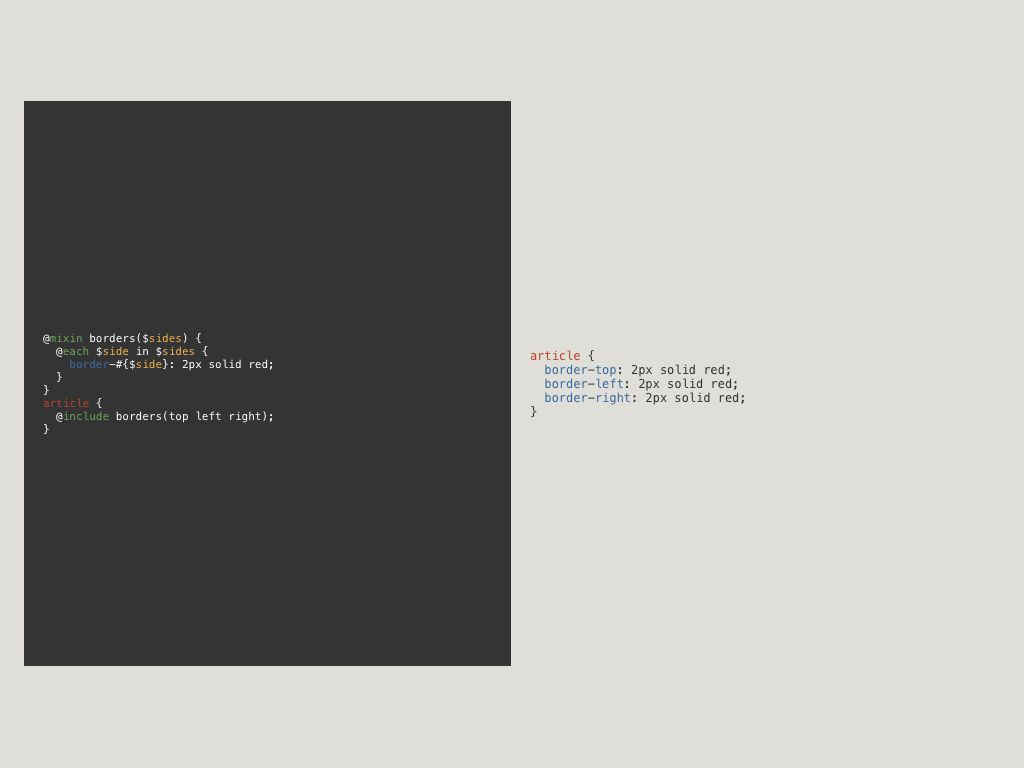 @mixin borders($sides) {
  @each $side in $sides {
    border-#{$side}: 2px solid red;
  }
}
article {
  @include borders(top left right);
}
article {
  border-top: 2px solid red;
  border-left: 2px solid red;
  border-right: 2px solid red;
}